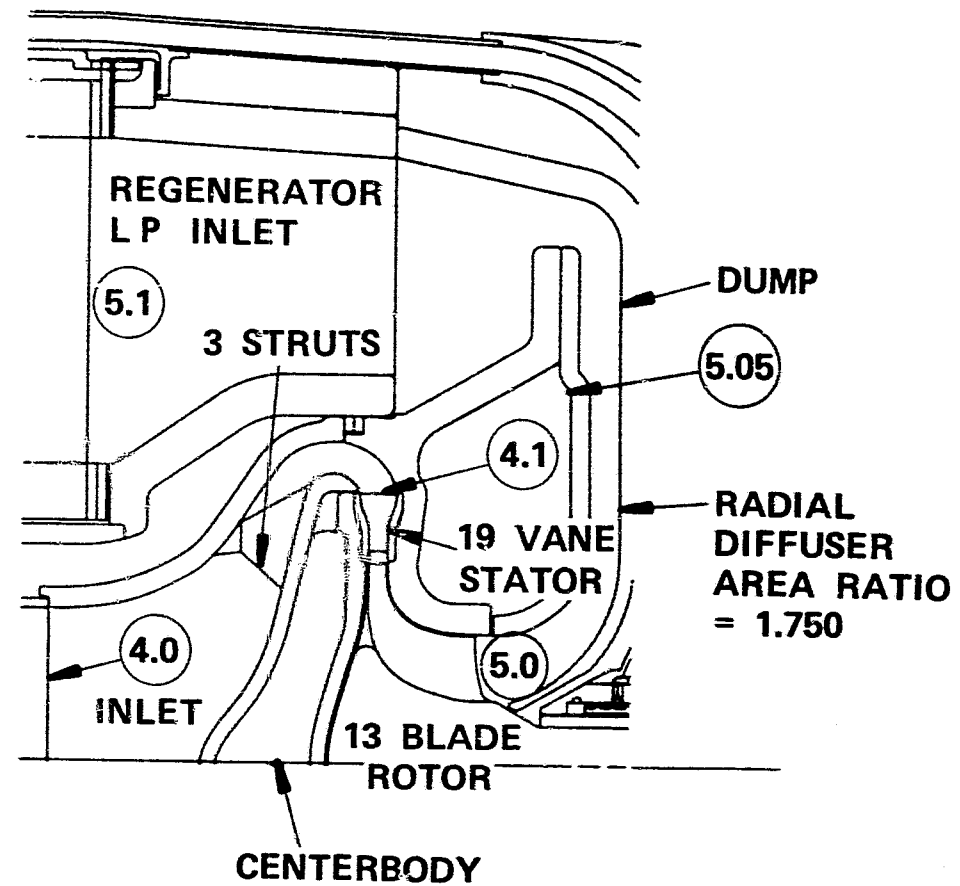 REGENERATOR
L P INLET
5.1
3 STRUTS
DUMP
5.05
4.1
19 VANE
STATOR
RADIAL
DIFFUSER
AREA RATIO
= 1.750
4.0
INLET
5.0
13 BLADE
ROTOR
CENTERBODY